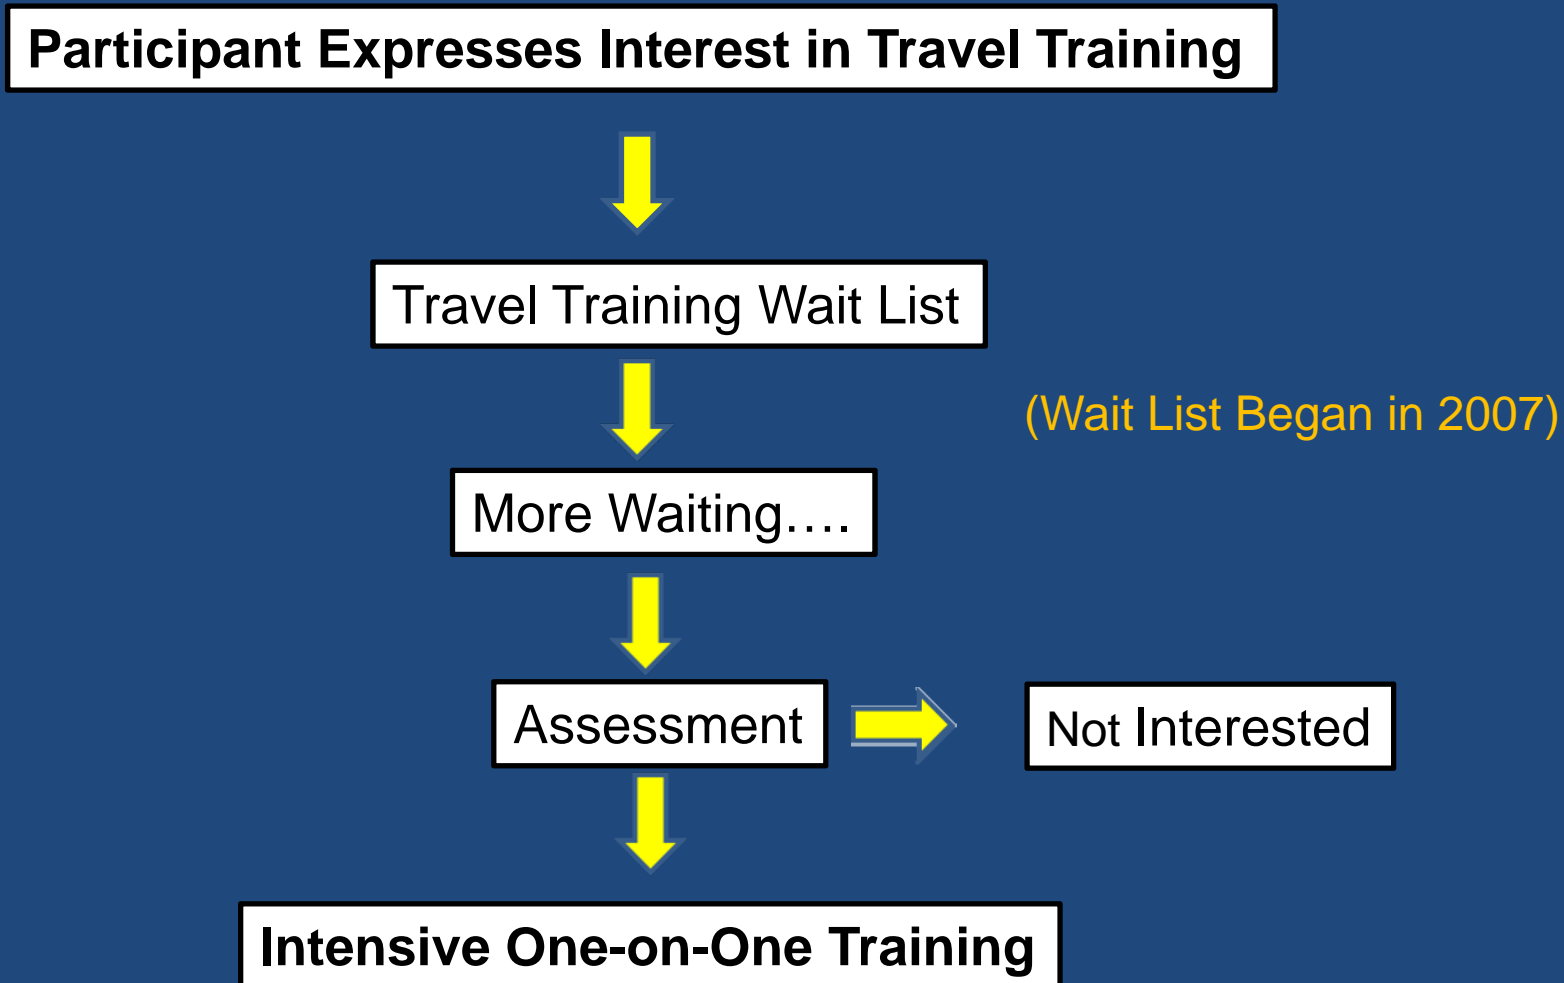 Participant Expresses Interest in Travel Training
Travel Training Wait List
(Wait List Began in 2007)
More Waiting….
Assessment
Not Interested
Intensive One-on-One Training